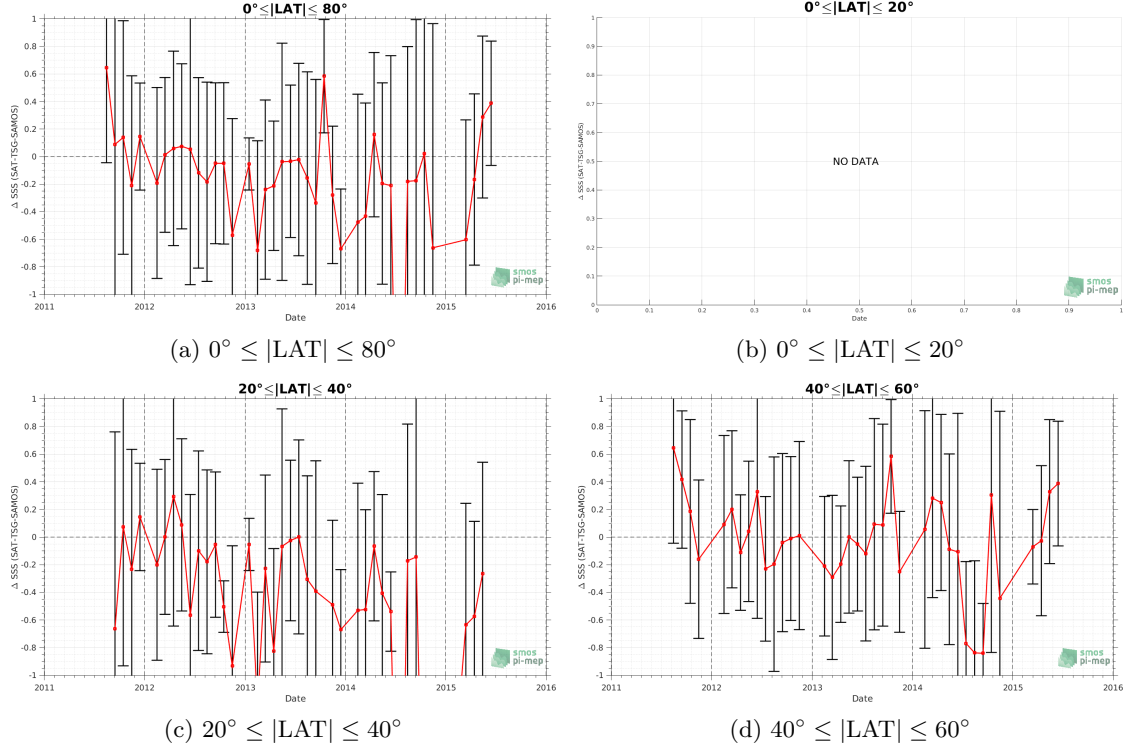 0°≤|LAT|≤ 80°
Δ SSS (SAT-TSG-SAMOS)
1
0.8
0.6
0.4
0.2
0
-0.2
-0.4
-0.6
-0.8
-1
2011
2012
2013
2014
2015
2016
Date
smos
pi-mep
(a) 0° ≤ |LAT| ≤ 80°
0°≤|LAT|≤ 20°
Δ SSS (SAT-TSG-SAMOS)
1
0.9
0.8
0.7
0.6
0.5
0.4
0.3
0.2
0.1
0
NO DATA
0
0.1
0.2
0.3
0.4
0.5
0.6
0.7
0.8
0.9
1
Date
smos
pi-mep
(b) 0° ≤ |LAT| ≤ 20°
20°≤|LAT|≤ 40°
Δ SSS (SAT-TSG-SAMOS)
1
0.8
0.6
0.4
0.2
0
-0.2
-0.4
-0.6
-0.8
-1
2011
2012
2013
2014
2015
2016
Date
smos
pi-mep
(c) 20° ≤ |LAT| ≤ 40°
40°≤|LAT|≤ 60°
Δ SSS (SAT-TSG-SAMOS)
1
0.8
0.6
0.4
0.2
0
-0.2
-0.4
-0.6
-0.8
-1
2011
2012
2013
2014
2015
2016
Date
smos
pi-mep
(d) 40° ≤ |LAT| ≤ 60°